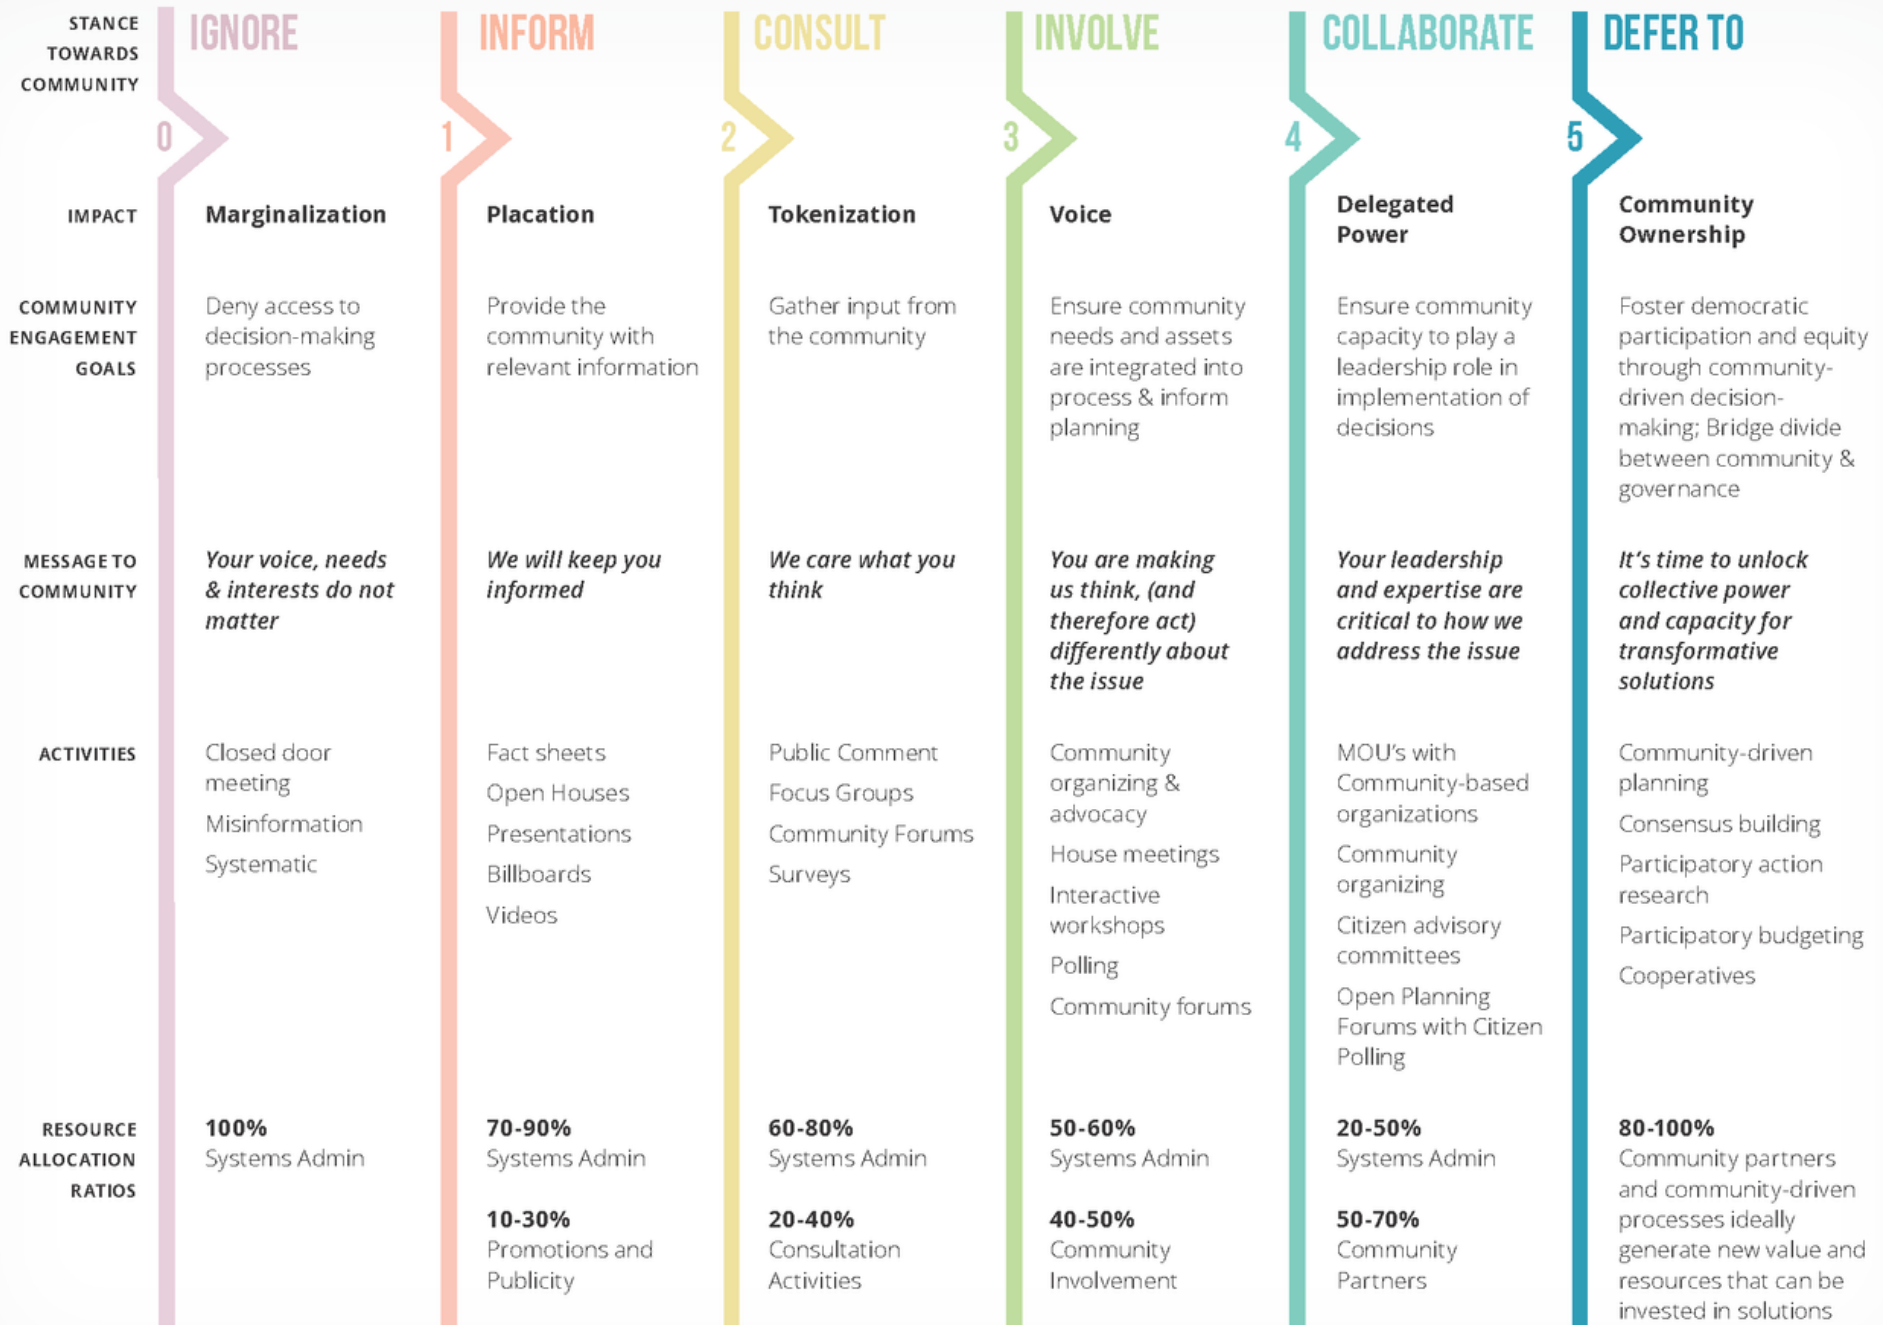 STANCE
TOWARDS
COMMUNITY
IGNORE
INFORM
CONSULT
INVOLVE
COLLABORATE
DEFER TO
0
1
2
3
4
5
IMPACT
Marginalization
Placation
Tokenization
Voice
Delegated
Power
Community
Ownership
COMMUNITY
ENGAGEMENT
GOALS
Deny access to
decision-making
processes
Provide the
community with
relevant information
Gather input from
the community
Ensure community
needs and assets
are integrated into
process & inform
planning
Ensure community
capacity to play a
leadership role in
implementation of
decisions
Foster democratic
participation and equity
through community-
driven decision-
making; Bridge divide
between community &
governance
MESSAGE TO
COMMUNITY
Your voice, needs
& interests do not
matter
We will keep you
informed
We care what you
think
You are making
us think, (and
therefore act)
differently about
the issue
Your leadership
and expertise are
critical to how we
address the issue
It's time to unlock
collective power
and capacity for
transformative
solutions
ACTIVITIES
Closed door
meeting
Misinformation
Systematic
Fact sheets
Open Houses
Presentations
Billboards
Videos
Public Comment
Focus Groups
Community Forums
Surveys
Community
organizing &
advocacy
House meetings
Interactive
workshops
Polling
Community forums
MOU's with
Community-based
organizations
Community
organizing
Citizen advisory
committees
Open Planning
Forums with Citizen
Polling
Community-driven
planning
Consensus building
Participatory action
research
Participatory budgeting
Cooperatives
RESOURCE
ALLOCATION
RATIOS
100%
Systems Admin
70-90%
Systems Admin
10-30%
Promotions and
Publicity
60-80%
Systems Admin
20-40%
Consultation
Activities
50-60%
Systems Admin
40-50%
Community
Involvement
20-50%
Systems Admin
50-70%
Community
Partners
80-100%
Community partners
and community-driven
processes ideally
generate new value and
resources that can be
invested in solutions